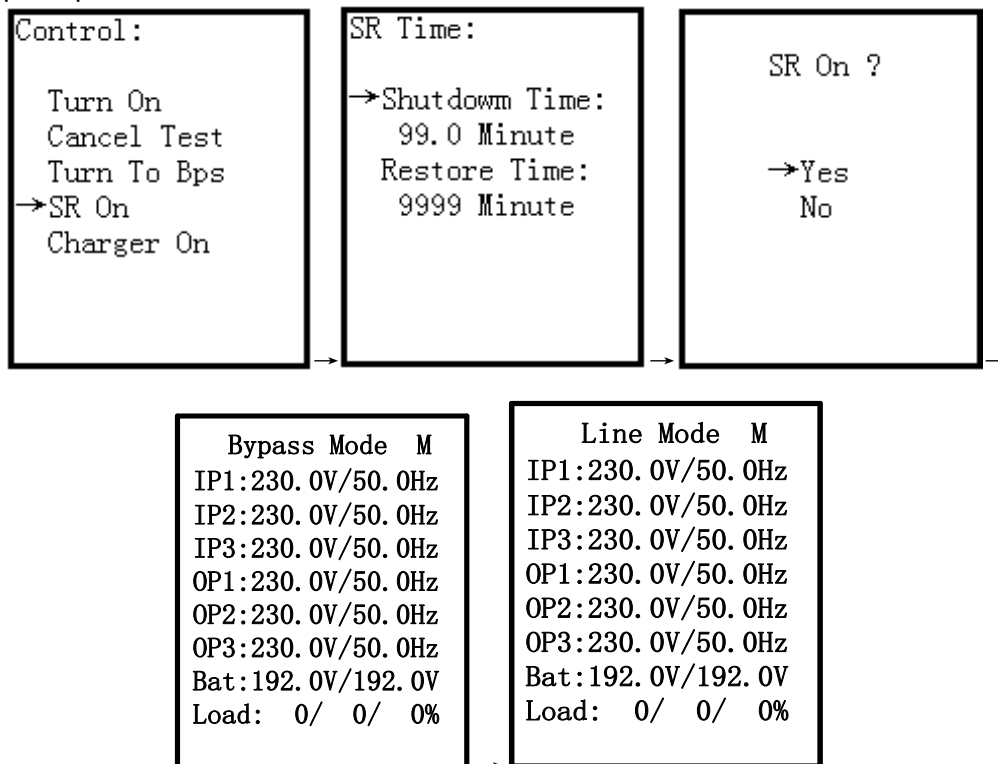 Control:
Turn On
Cancel Test
Turn To Bps
→SR On
Charger On
→
SR Time:
→Shutdowm Time:
99.0 Minute
Restore Time:
9999 Minute
→
SR On ?
→Yes
No
Bypass Mode M
IP1:230.0V/50.0Hz
IP2:230.0V/50.0Hz
IP3:230.0V/50.0Hz
OP1:230.0V/50.0Hz
OP2:230.0V/50.0Hz
OP3:230.0V/50.0Hz
Bat:192.0V/192.0V
Load: 0/ 0/ 0%
Line Mode M
IP1:230.0V/50.0Hz
IP2:230.0V/50.0Hz
IP3:230.0V/50.0Hz
OP1:230.0V/50.0Hz
OP2:230.0V/50.0Hz
OP3:230.0V/50.0Hz
Bat:192.0V/192.0V
Load: 0/ 0/ 0%